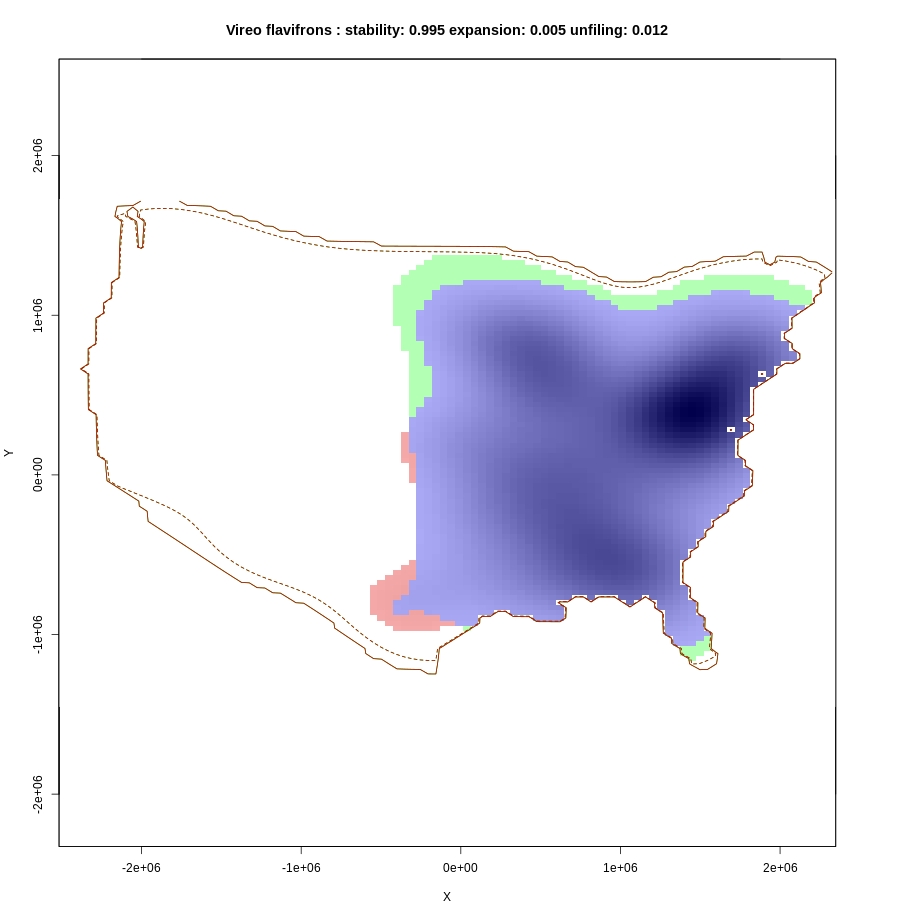 Vireo flavifrons : stability: 0.995 expansion: 0.005 unfiling: 0.012
2e+06
1e+06
0e+00
-1e+06
-2e+06
Y
-2e+06 -1e+06 0e+00 1e+06 2e+06
X